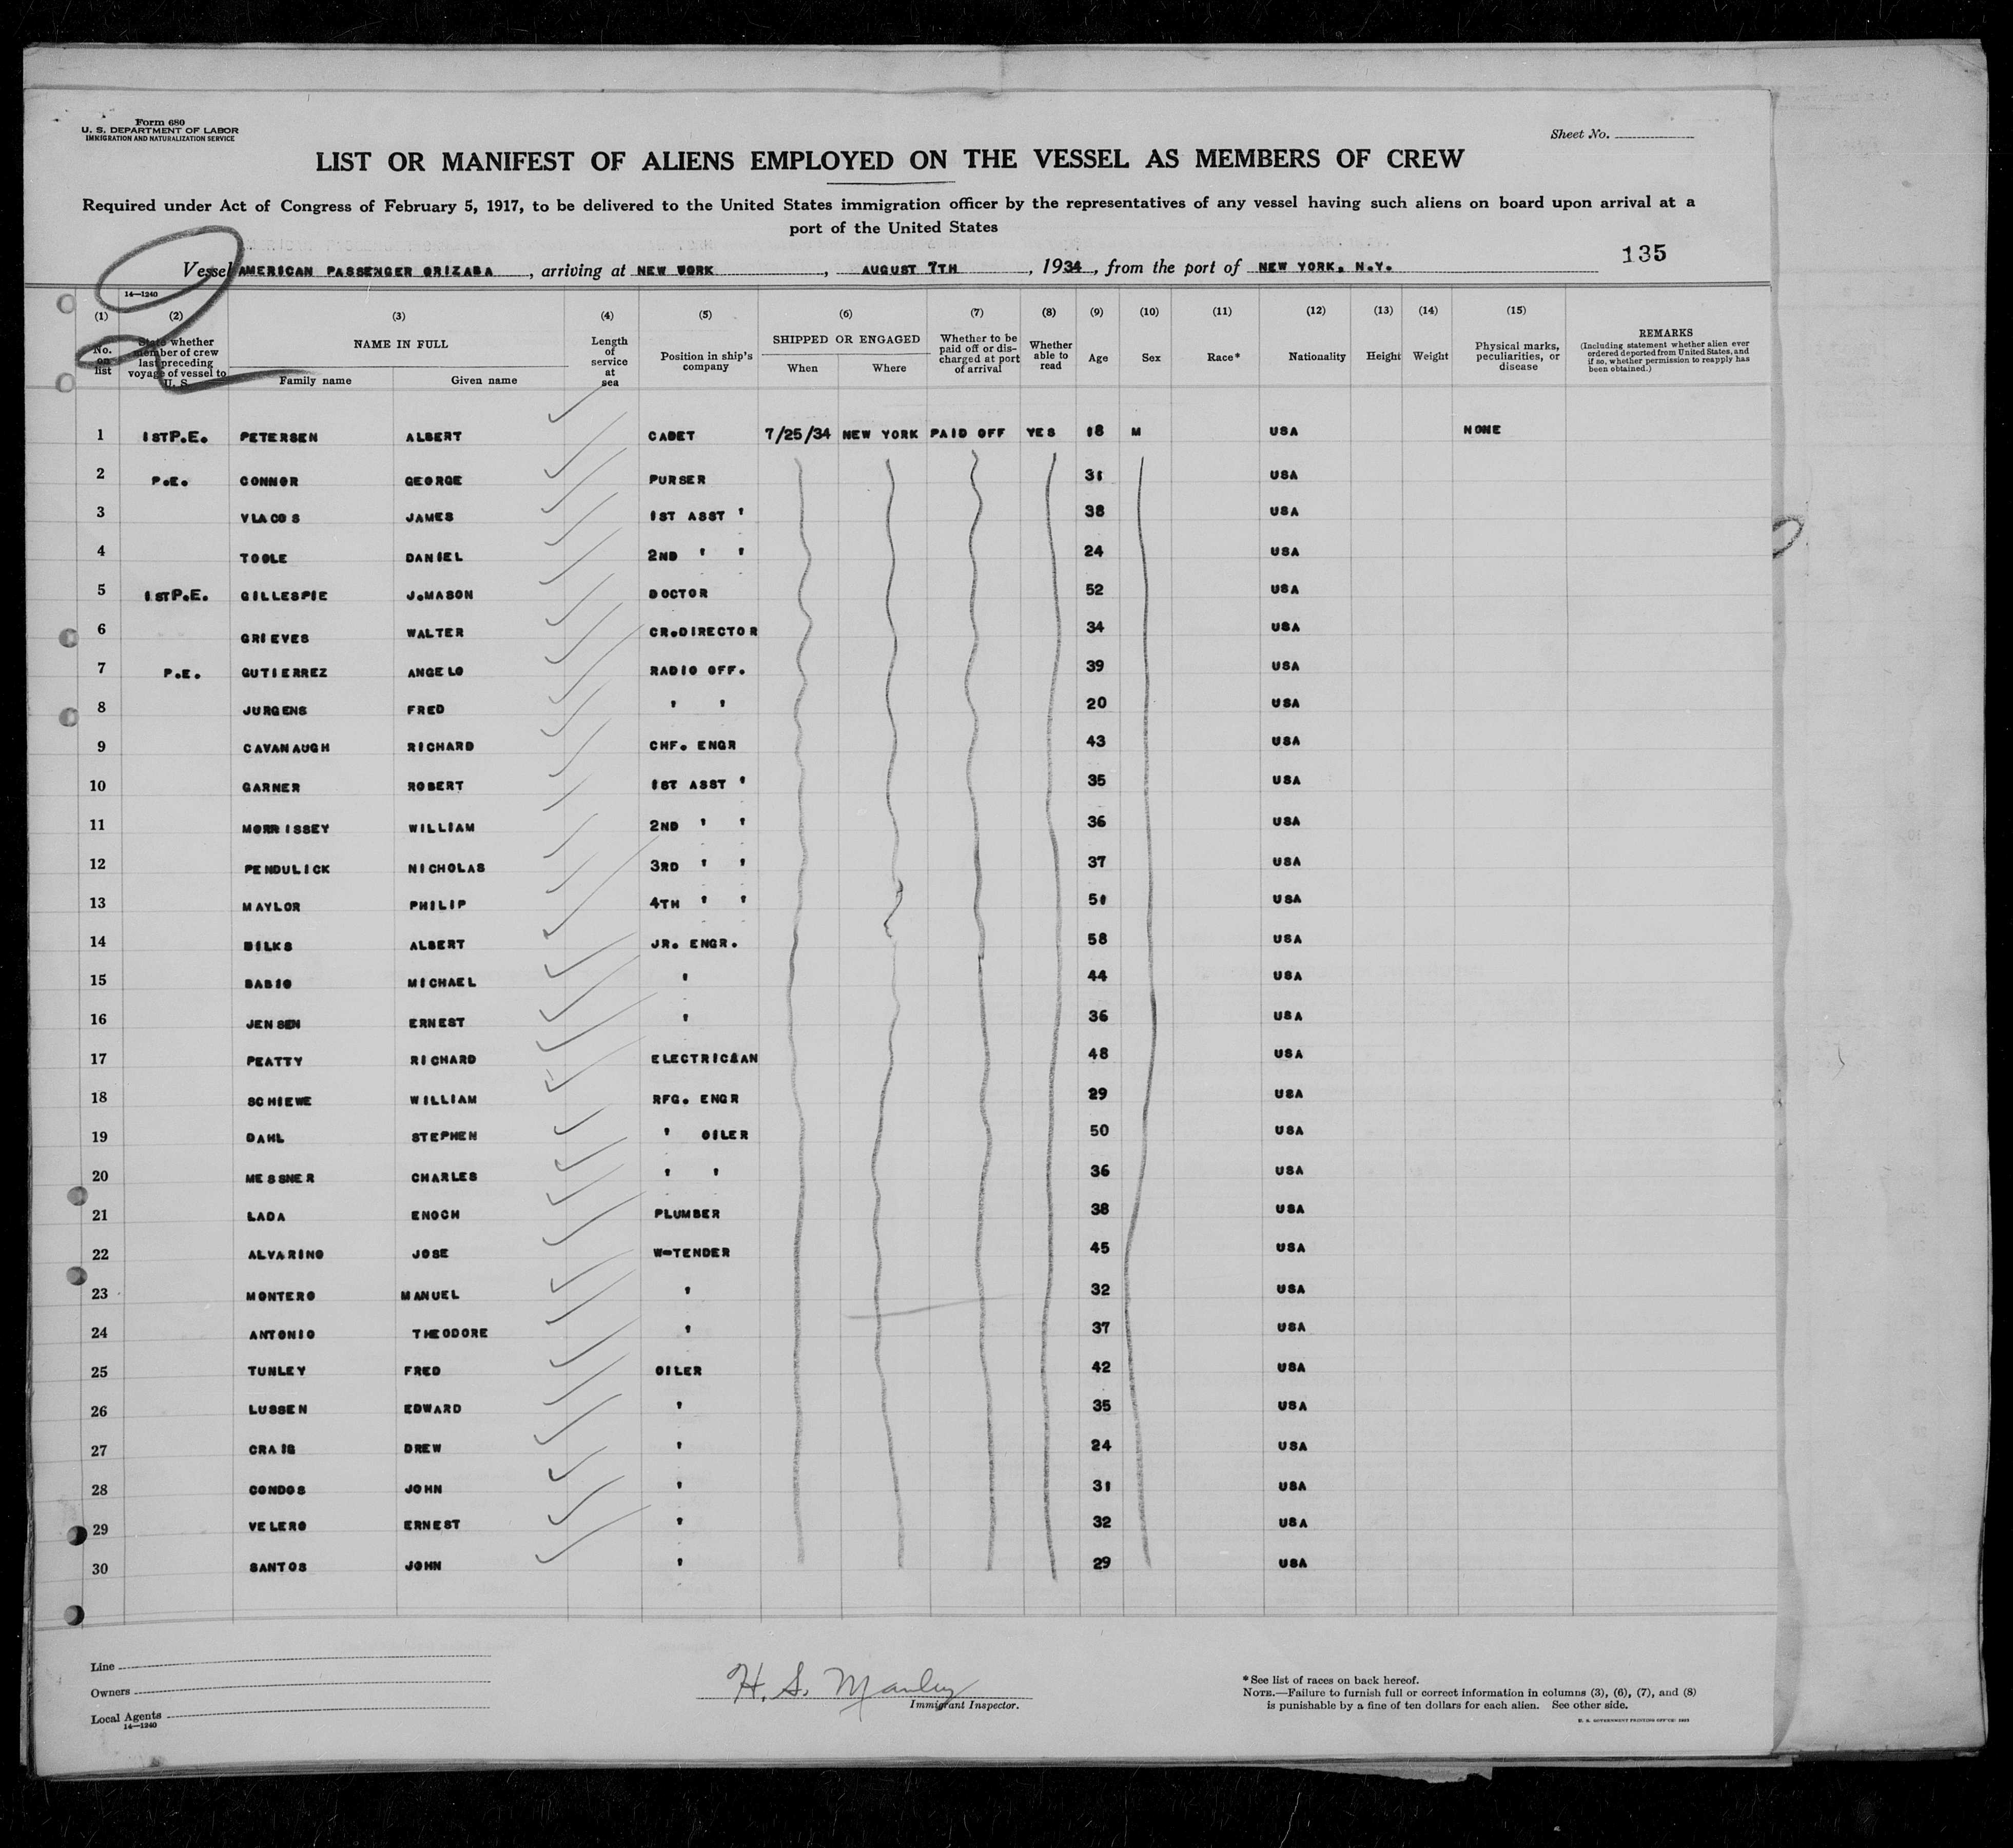 Form 680
U. S. DEPARTMENT OF LABOR
IMMIGRATION AND NATURALIZATION SERVICE
Sheet No.
LIST OR MANIFEST OF ALIENS EMPLOYED ON THE VESSEL AS MEMBERS OF CREW
Required under Act of Congress of February 5, 1917, to be delivered to the United States immigration officer by the representatives of any vessel having such aliens on board upon arrival at a
port of the United States
135
Vessel AMERICAN PASSENGER ORIZABA, arriving at NEW YORK, AUGUST 7TH, 1934, from the port of NEW YORK, N.Y.
14—1240
(1) (2) (3) (4) (5) (6) (7) (8) (9) (10) (11) (12) (13) (14) (15)
No. on list
State whether member of crew last preceding voyage of vessel to U. S.
NAME IN FULL
Family name Given name
Length of service at sea
Position in ship's company
SHIPPED OR ENGAGED
When Where
Whether to be paid off or discharged at port of arrival
Whether able to read
Age
Sex
Race*
Nationality
Height
Weight
Physical marks, peculiarities, or disease
REMARKS
(Including statement whether alien ever ordered deported from United States, and if so, whether permission to reapply has been obtained.)
1 1STP.E. PETERSEN ALBERT CADET 7/25/34 NEW YORK PAID OFF YES 18 M USA NONE
2 P.E. CONNOR GEORGE PURSER 31 USA
3 VLACOS JAMES 1ST ASST ' 38 USA
4 TOOLE DANIEL 2ND ' ' 24 USA
5 1STP.E. GILLESPIE J.MASON DOCTOR 52 USA
6 GRIEVES WALTER CR.DIRECTOR 34 USA
7 P.E. GUTIERREZ ANGELO RADIO OFF. 39 USA
8 JURGENS FRED ' ' 20 USA
9 CAVANAUGH RICHARD CHF. ENGR 43 USA
10 GARNER ROBERT 1ST ASST ' 35 USA
11 MORRISSEY WILLIAM 2ND ' ' 36 USA
12 PENDULICK NICHOLAS 3RD ' ' 37 USA
13 MAYLOR PHILIP 4TH ' ' 51 USA
14 BILKS ALBERT JR. ENGR. 58 USA
15 BABIO MICHAEL ' 44 USA
16 JENSEN ERNEST ' 36 USA
17 PEATTY RICHARD ELECTRICIAN 48 USA
18 SCHIEWE WILLIAM RFG. ENGR 29 USA
19 DAHL STEPHEN ' OILER 50 USA
20 MESSNER CHARLES ' ' 36 USA
21 LADA ENOCH PLUMBER 38 USA
22 ALVARINO JOSE W-TENDER 45 USA
23 MONTERO MANUEL ' 32 USA
24 ANTONIO THEODORE ' 37 USA
25 TUNLEY FRED OILER 42 USA
26 LUSSEN EDWARD ' 35 USA
27 CRAIG DREW ' 24 USA
28 CONDOS JOHN ' 31 USA
29 VELERO ERNEST ' 32 USA
30 SANTOS JOHN ' 29 USA
Line
Owners
Local Agents
14—1240
H. S. Manley
Immigrant Inspector.
*See list of races on back hereof.
NOTE.—Failure to furnish full or correct information in columns (3), (6), (7), and (8)
is punishable by a fine of ten dollars for each alien. See other side.